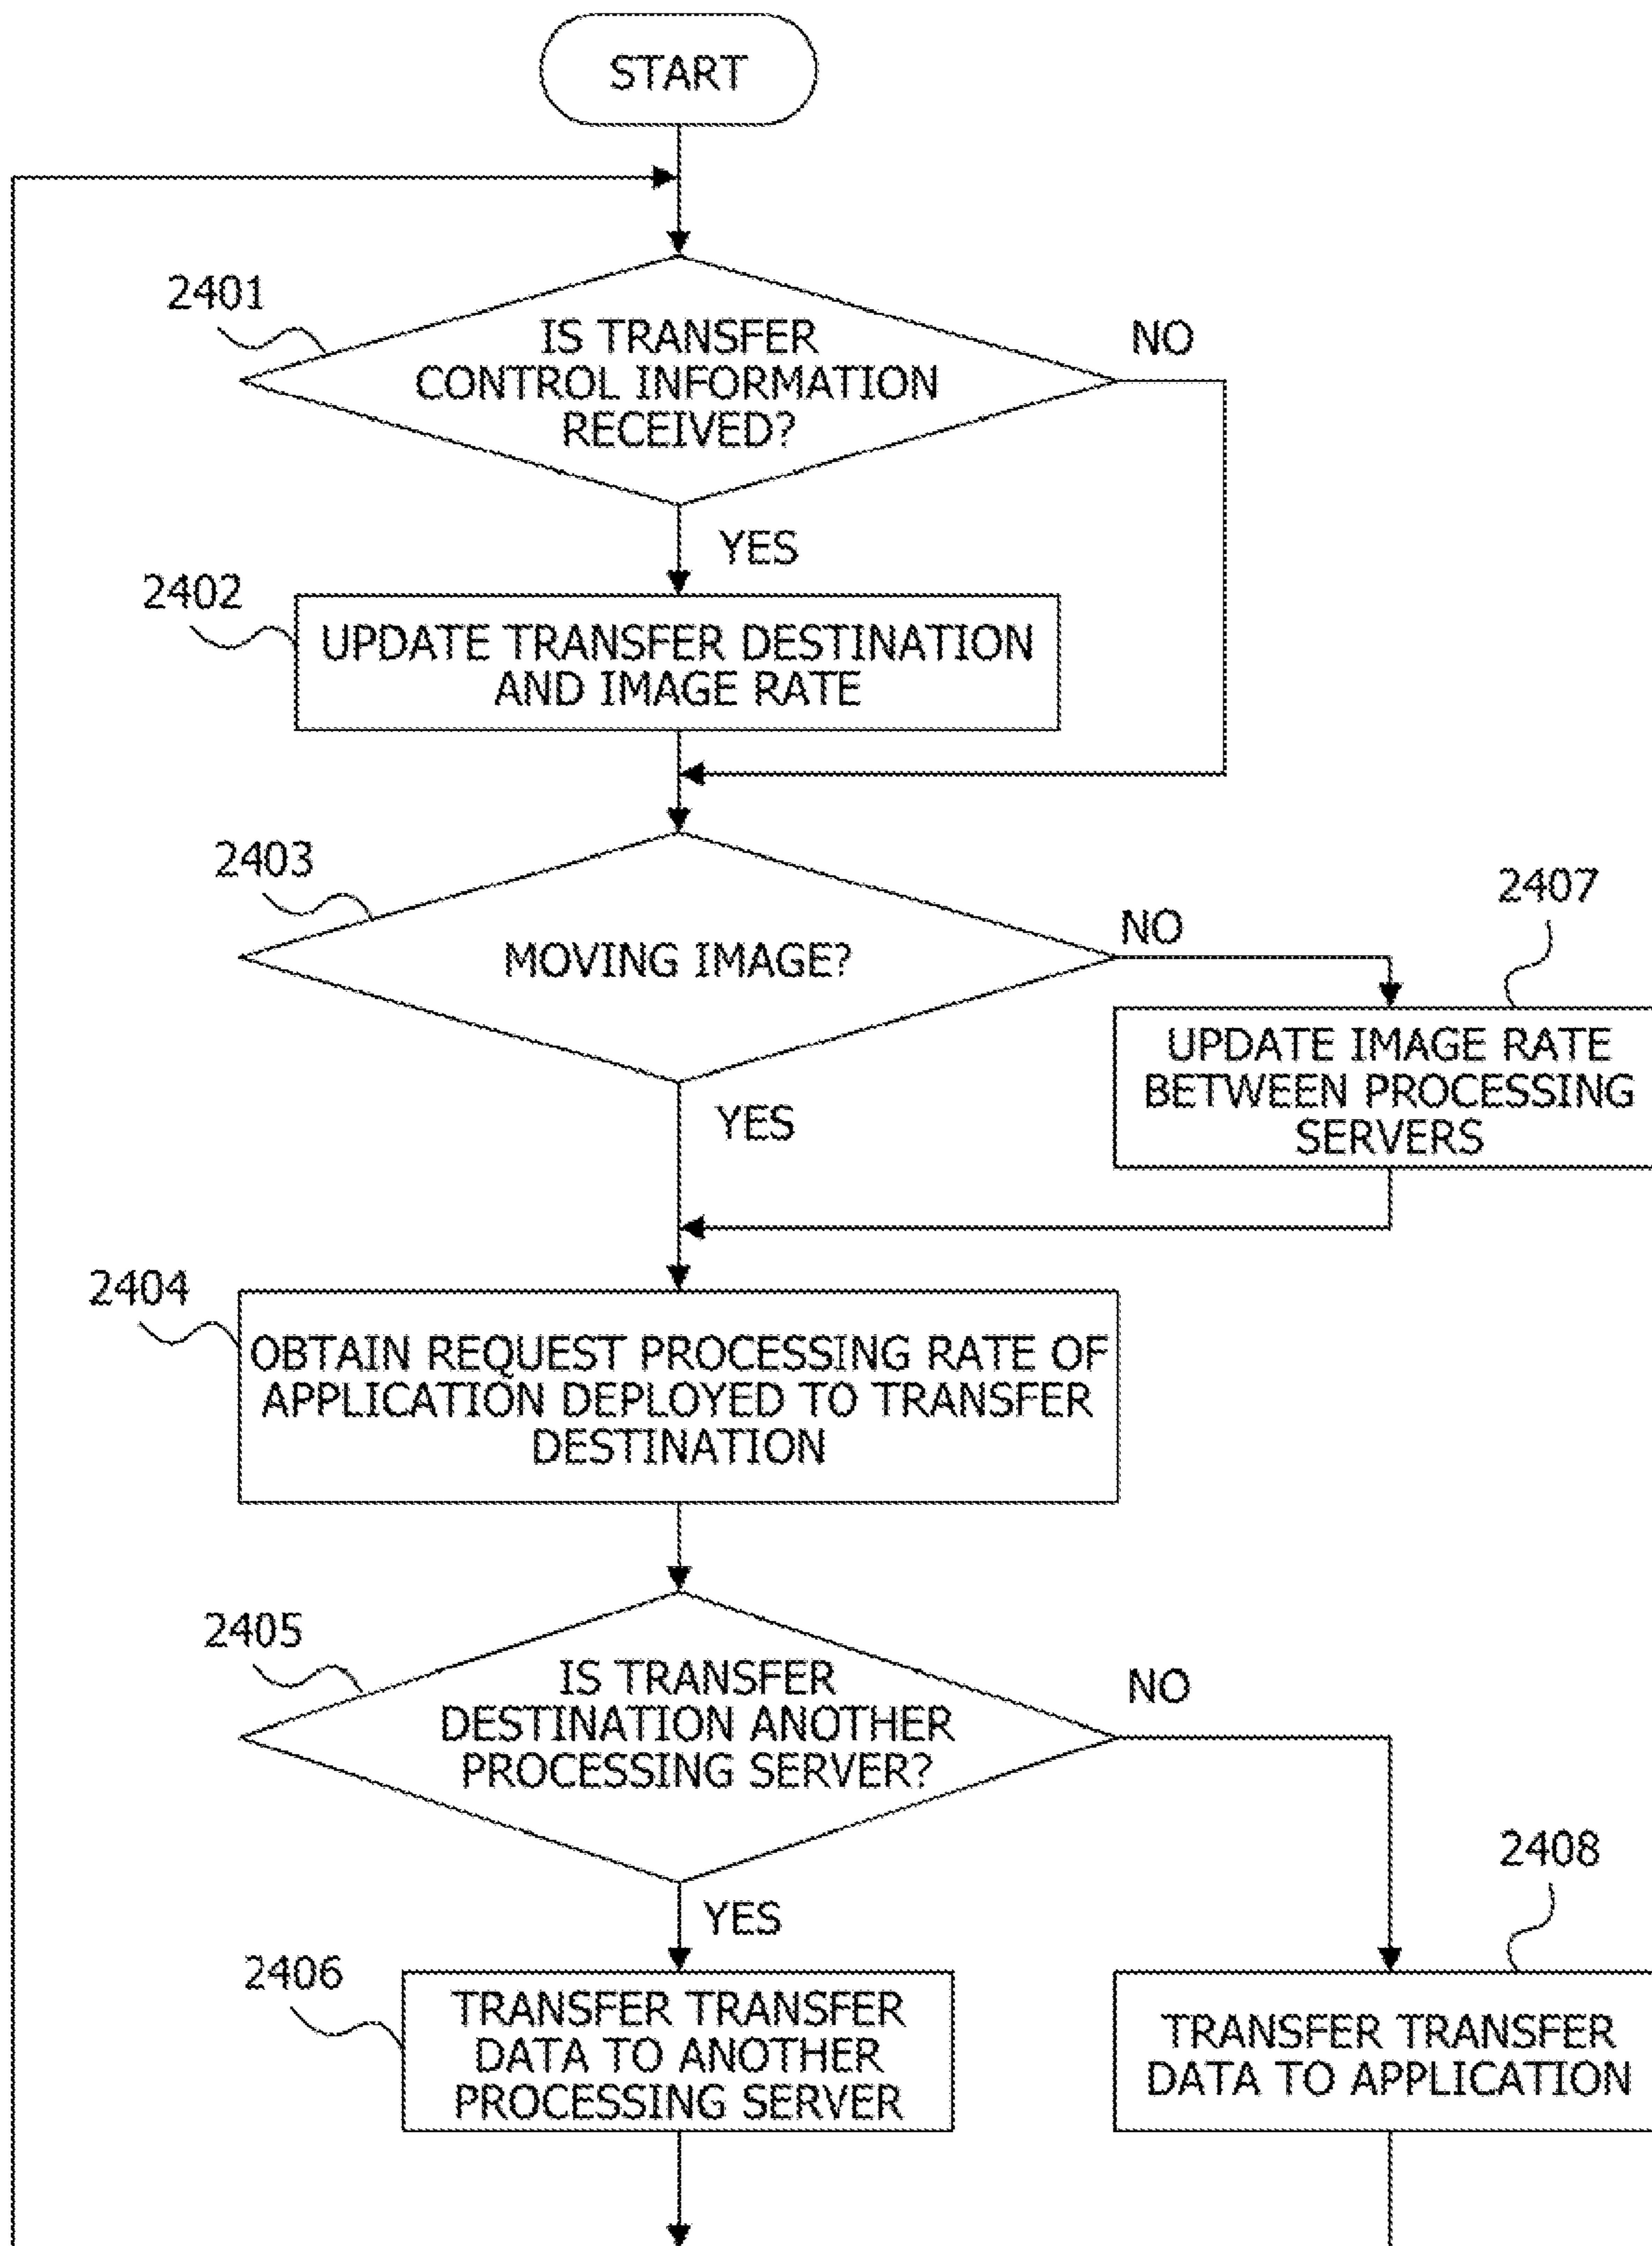 START
2401
IS TRANSFER
CONTROL INFORMATION
RECEIVED?
NO
YES
2402
UPDATE TRANSFER DESTINATION
AND IMAGE RATE
2403
MOVING IMAGE?
NO
YES
2407
UPDATE IMAGE RATE
BETWEEN PROCESSING
SERVERS
2404
OBTAIN REQUEST PROCESSING RATE OF
APPLICATION DEPLOYED TO TRANSFER
DESTINATION
2405
IS TRANSFER
DESTINATION ANOTHER
PROCESSING SERVER?
NO
YES
2406
TRANSFER TRANSFER
DATA TO ANOTHER
PROCESSING SERVER
2408
TRANSFER TRANSFER
DATA TO APPLICATION